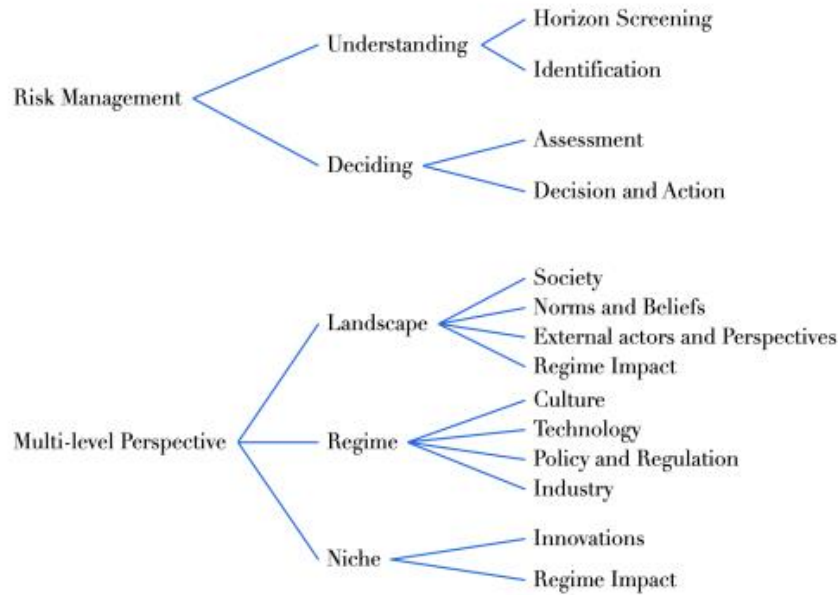 Horizon Screening
Understanding
Identification
Risk Management
Assessment
Deciding
Decision and Action
Society
Norms and Beliefs
Landscape
External actors and Perspectives
Regime Impact
Culture
Technology
Multi-level Perspective
Regime
Policy and Regulation
Industry
Innovations
Niche
Regime Impact